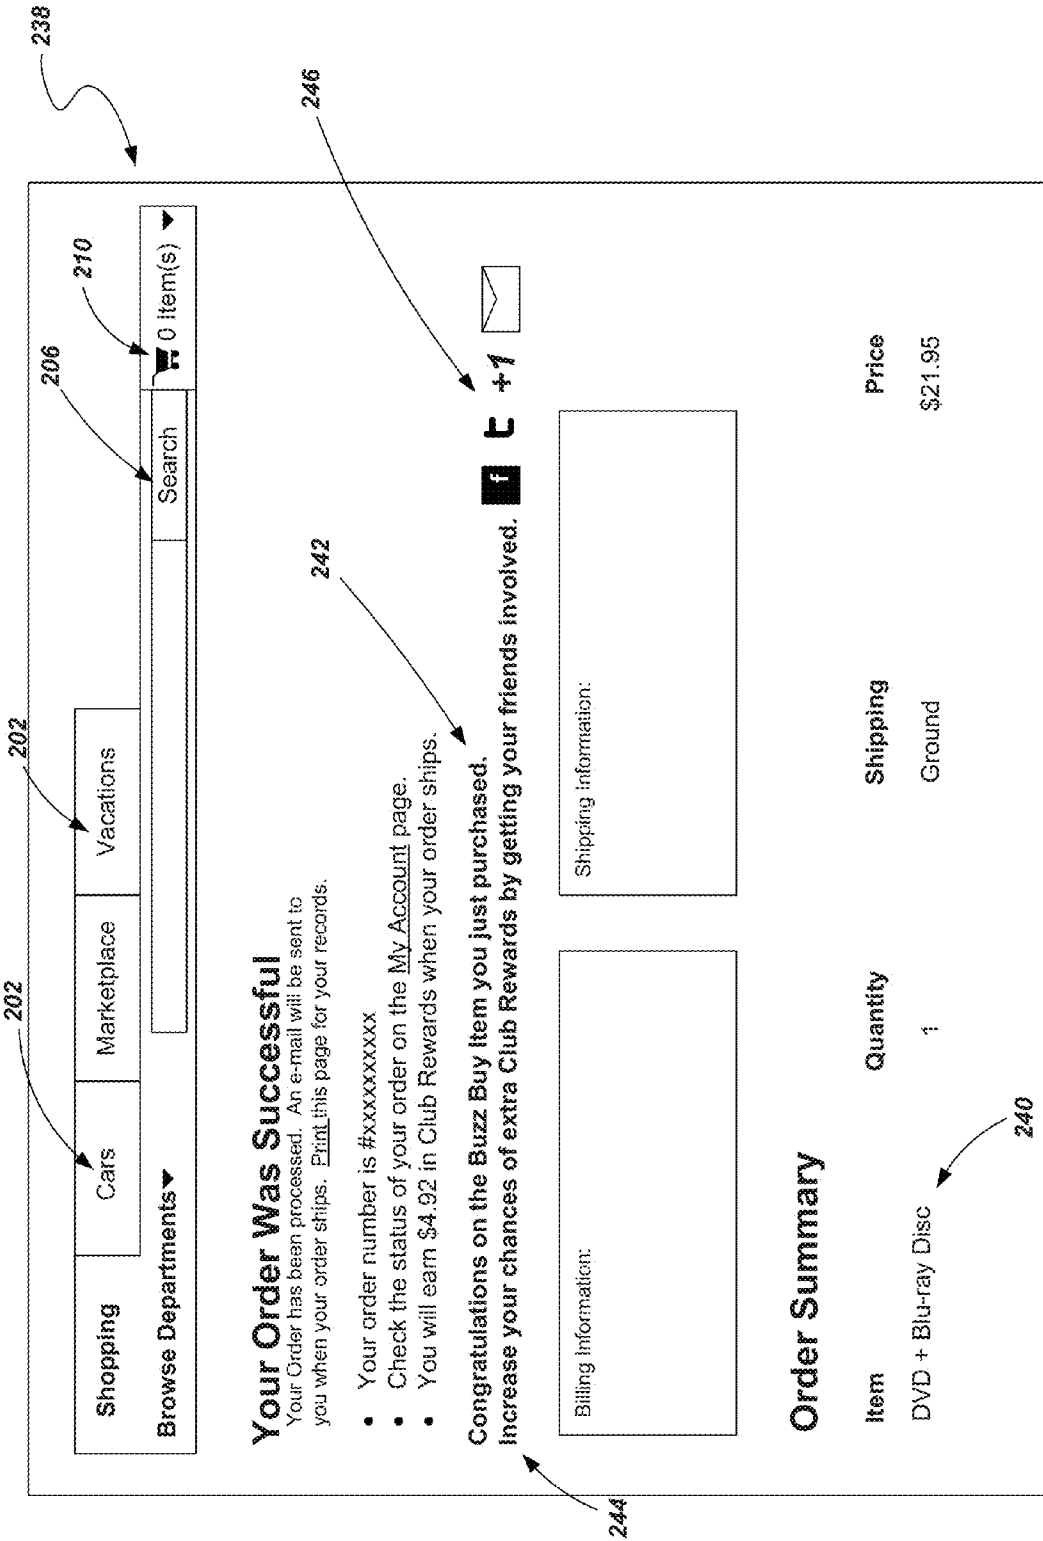 238
202
202
206
210
Shopping Cars Marketplace Vacations
Browse Departments▼ Search 0 item(s) ▼
246
Your Order Was Successful
Your Order has been processed. An e-mail will be sent to
you when your order ships. Print this page for your records.
242
• Your order number is #xxxxxxxxxx
• Check the status of your order on the My Account page.
• You will earn $4.92 in Club Rewards when your order ships.
Congratulations on the Buzz Buy Item you just purchased.
Increase your chances of extra Club Rewards by getting your friends involved. f t +1
244
Billing Information: Shipping Information:
Order Summary
Item Quantity Shipping Price
DVD + Blu-ray Disc 1 Ground $21.95
240